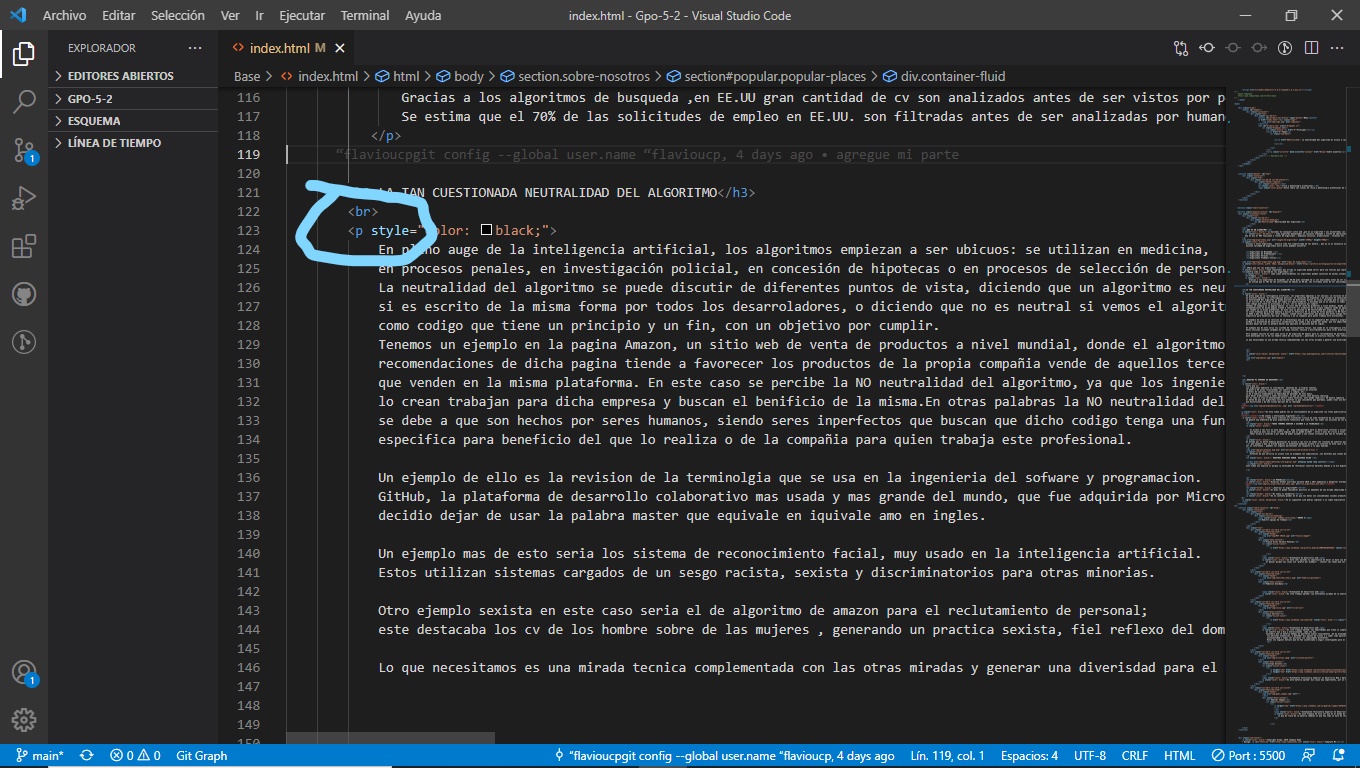 Archivo Editar Selección Ver Ir Ejecutar Terminal Ayuda
index.html - Gpo-5-2 - Visual Studio Code
EXPLORADOR
EDITORES ABIERTOS
GPO-5-2
ESQUEMA
LÍNEA DE TIEMPO
1
1
index.html M
Base > index.html > html > body > section.sobre-nosotros > section#popular.popular-places > div.container-fluid
116 Gracias a los algoritmos de busqueda ,en EE.UU gran cantidad de cv son analizados antes de ser vistos por p
117 Se estima que el 70% de las solicitudes de empleo en EE.UU. son filtradas antes de ser analizadas por human
118 </p>
119 “flavioucpgit config --global user.name “flavioucp, 4 days ago • agregue mi parte
120
121 LA TAN CUESTIONADA NEUTRALIDAD DEL ALGORITMO</h3>
122 <br>
123 <p style="color: black;">
124 En pleno auge de la inteligencia artificial, los algoritmos empiezan a ser ubicuos: se utilizan en medicina,
125 en procesos penales, en investigación policial, en concesión de hipotecas o en procesos de selección de person
126 La neutralidad del algoritmo se pude discutir de diferentes puntos de vista, diciendo que un algoritmo es neut
127 si es escrito de la misma forma por todos los desarroladores, o diciendo que no es neutral si vemos el algorit
128 como codigo que tiene un principio y un fin, con un objetivo por cumplir.
129 Tenemos un ejemplo en la pagina Amazon, un sitio web de venta de productos a nivel mundial, donde el algoritmo
130 recomendaciones de dicha pagina tiende a favorecer los productos de la propia compañia vende de aquellos terce
131 que venden en la misma plataforma. En este caso se percibe la NO neutralidad del algoritmo, ya que los ingenie
132 lo crean trabajan para dicha empresa y buscan el benificio de la misma.En otras palabras la NO neutralidad del
133 se debe a que son hechos por seres humanos, siendo seres inperfectos que buscan que dicho codigo tenga una fun
134 especifica para beneficio del que lo realiza o de la compañia para quien trabaja este profesional.
135
136 Un ejemplo de ello es la revision de la terminolgia que se usa en la ingenieria del sofware y programacion.
137 GitHub, la plataforma de desarrollo colaborativo mas usada y mas grande del mundo, que fue adquirida por Micro
138 decidio dejar de usar la palabra master que equivale en iquivale amo en ingles.
139
140 Un ejemplo mas de esto seria los sistema de reconocimiento fcial, muy usado en la inteligencia artificial.
141 Estos utilizan sistemas cargados de un sesgo racista, sexista y discriminatorios para otras minorias.
142
143 Otro ejemplo sexista en este caso seria el de algoritmo de amazon para el reclutamiento de personal;
144 este destacaba los cv de los hombre sobre de las mujeres , generando un practica sexista, fiel reflexo del dom
145
146 Lo que necesitamos es una mirada tecnica complementada con las otras miradas y generar una diverisdad para el
147
148
149
150
main* 0 0 Git Graph “flavioucpgit config --global user.name “flavioucp, 4 days ago Lín. 119, col. 1 Espacios: 4 UTF-8 CRLF HTML Port : 5500